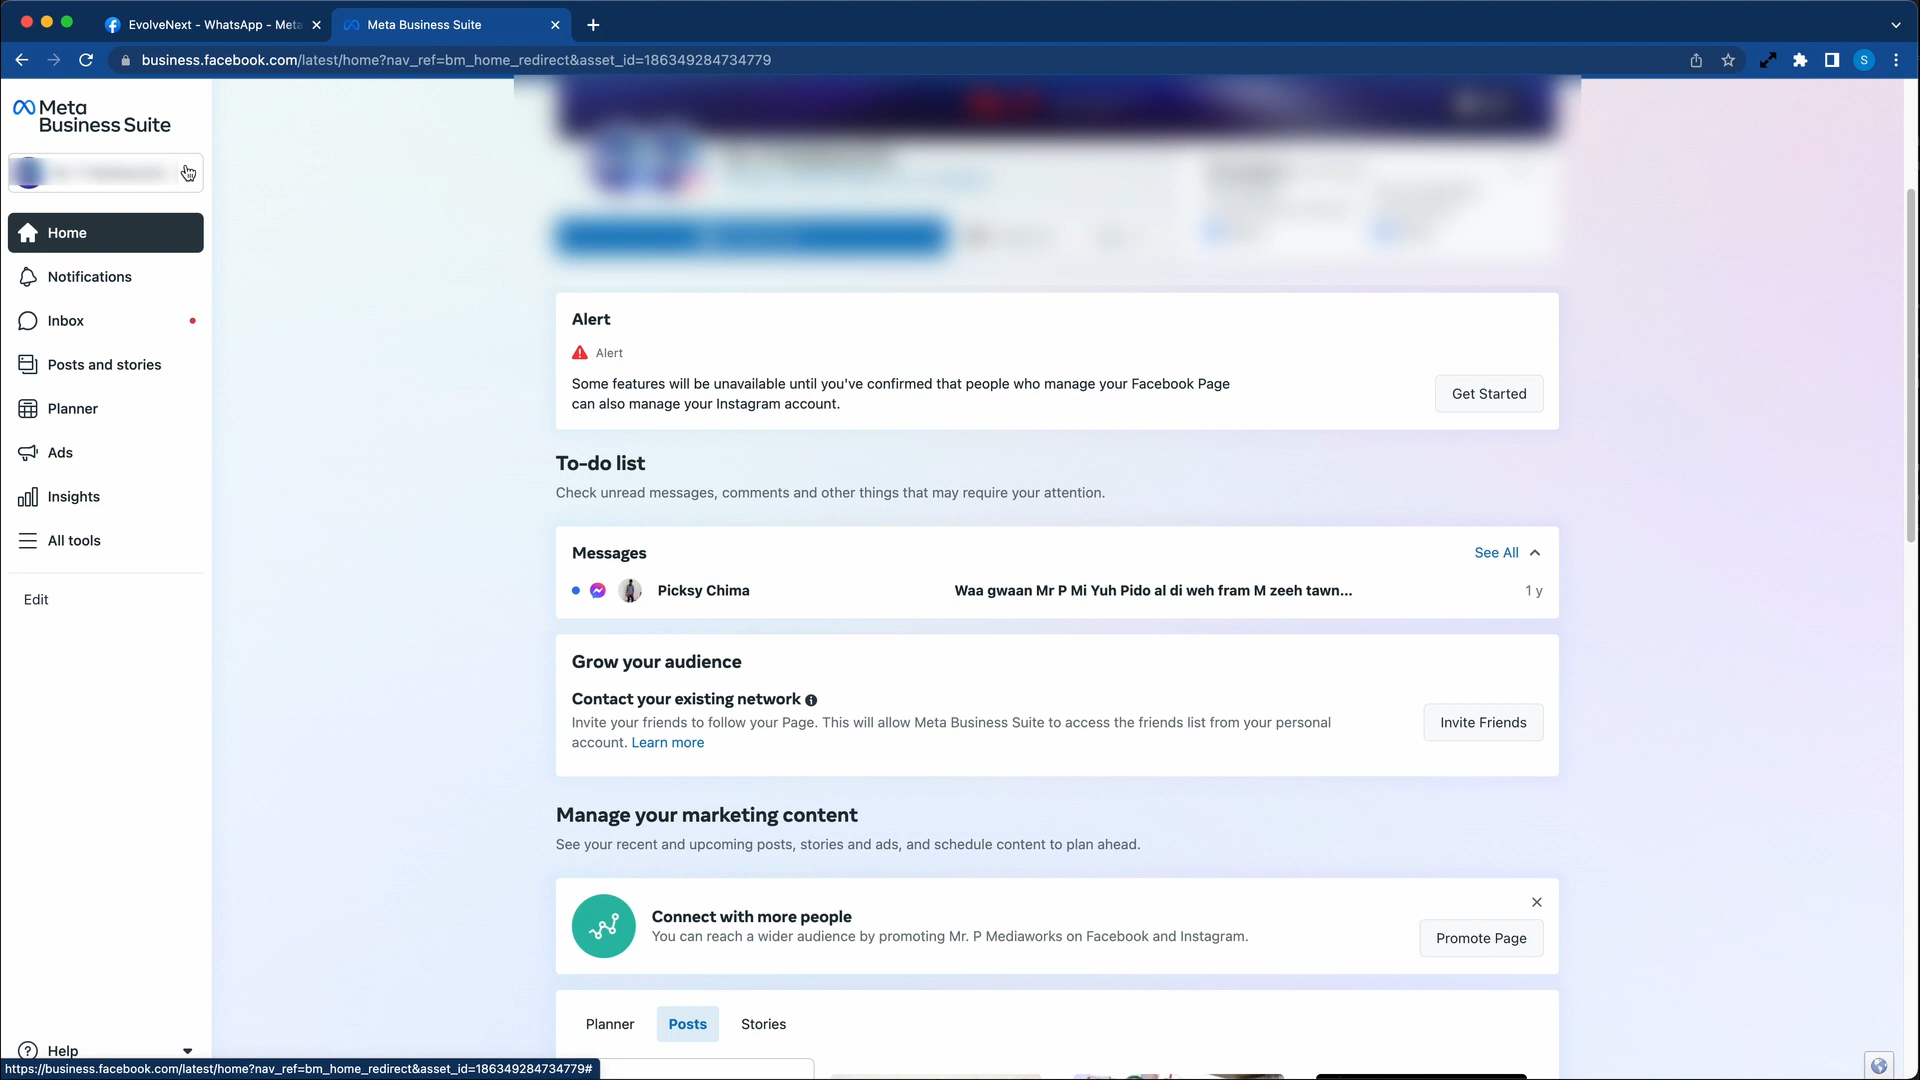 EvolveNext - WhatsApp - Meta
Meta Business Suite
business.facebook.com/latest/home?nav_ref=bm_home_redirect&asset_id=186349284734779
S
Meta
Business Suite
Home
Notifications
Inbox
Posts and stories
Planner
Ads
Insights
All tools
Edit
Help
Alert
Alert
Some features will be unavailable until you've confirmed that people who manage your Facebook Page
can also manage your Instagram account.
Get Started
To-do list
Check unread messages, comments and other things that may require your attention.
Messages
See All
Picksy Chima
Waa gwaan Mr P Mi Yuh Pido al di weh fram M zeeh tawn...
1 y
Grow your audience
Contact your existing network
Invite your friends to follow your Page. This will allow Meta Business Suite to access the friends list from your personal
account. Learn more
Invite Friends
Manage your marketing content
See your recent and upcoming posts, stories and ads, and schedule content to plan ahead.
Connect with more people
You can reach a wider audience by promoting Mr. P Mediaworks on Facebook and Instagram.
Promote Page
Planner
Posts
Stories
https://business.facebook.com/latest/home?nav_ref=bm_home_redirect&asset_id=186349284734779#